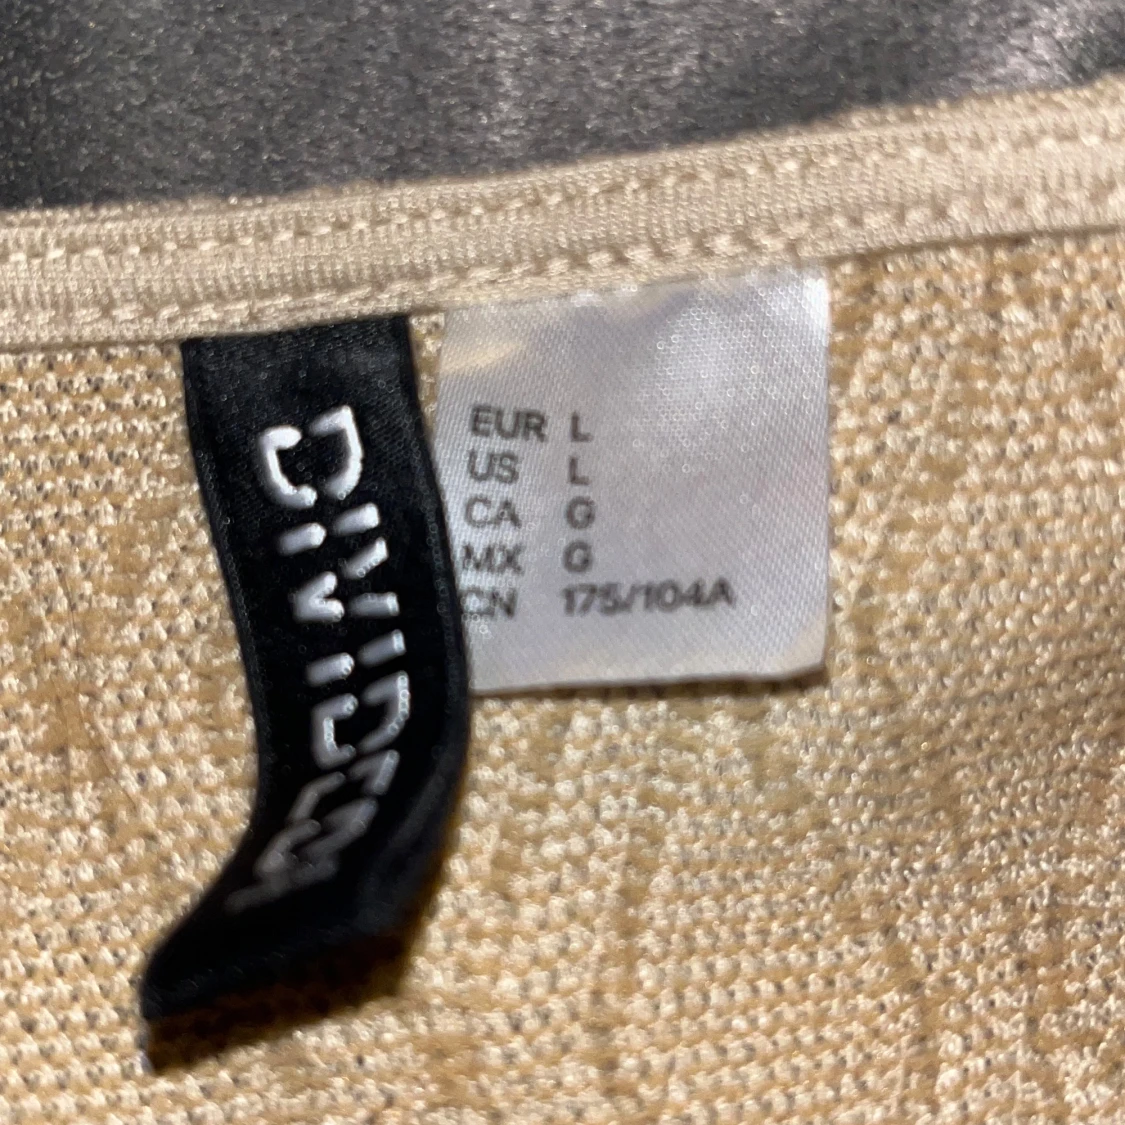 DIVIDED
EUR L
US L
CA G
MX G
CN 175/104A